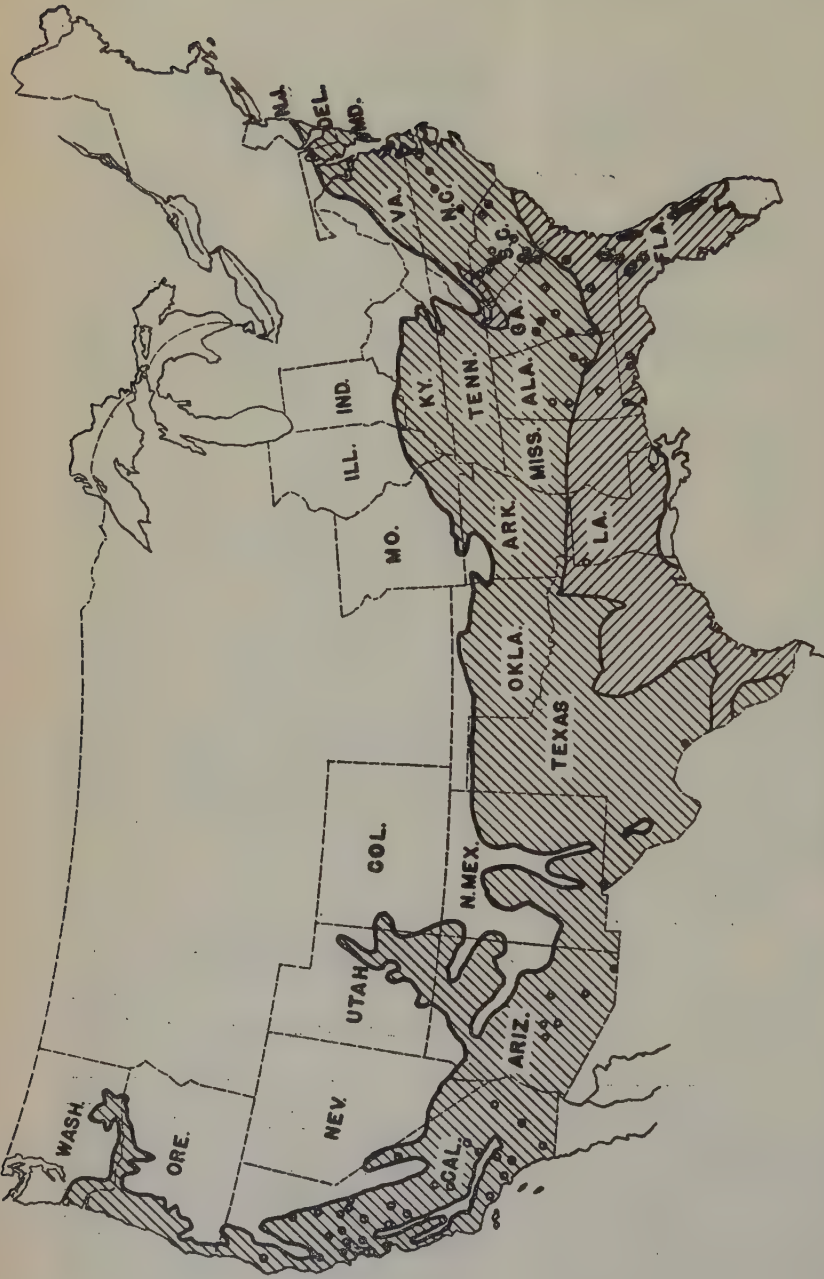 WASH.
ORE.
NEV.
CAL.
UTAH
COL.
ARIZ.
N.MEX.
TEXAS
OKLA.
MO.
ARK.
LA.
ILL.
IND.
KY.
TENN.
MISS.
ALA.
GA.
FLA.
S.C.
N.C.
VA.
N.J.
DEL.
MD.